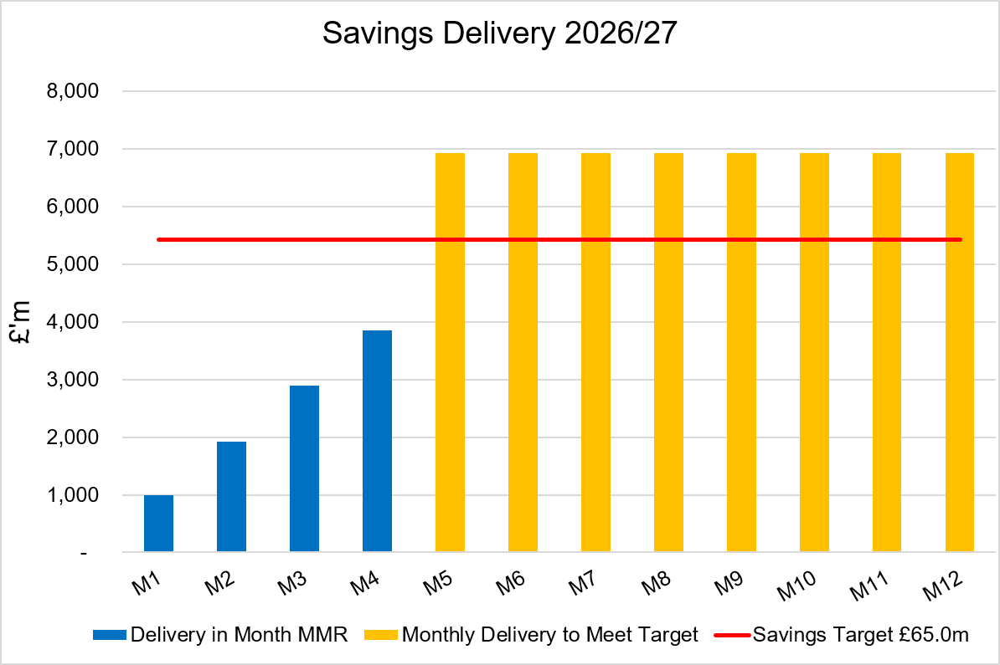 Savings Delivery 2026/27
8,000
7,000
6,000
5,000
4,000
3,000
2,000
1,000
-
£'m
M1 M2 M3 M4 M5 M6 M7 M8 M9 M10 M11 M12
Delivery in Month MMR Monthly Delivery to Meet Target Savings Target £65.0m